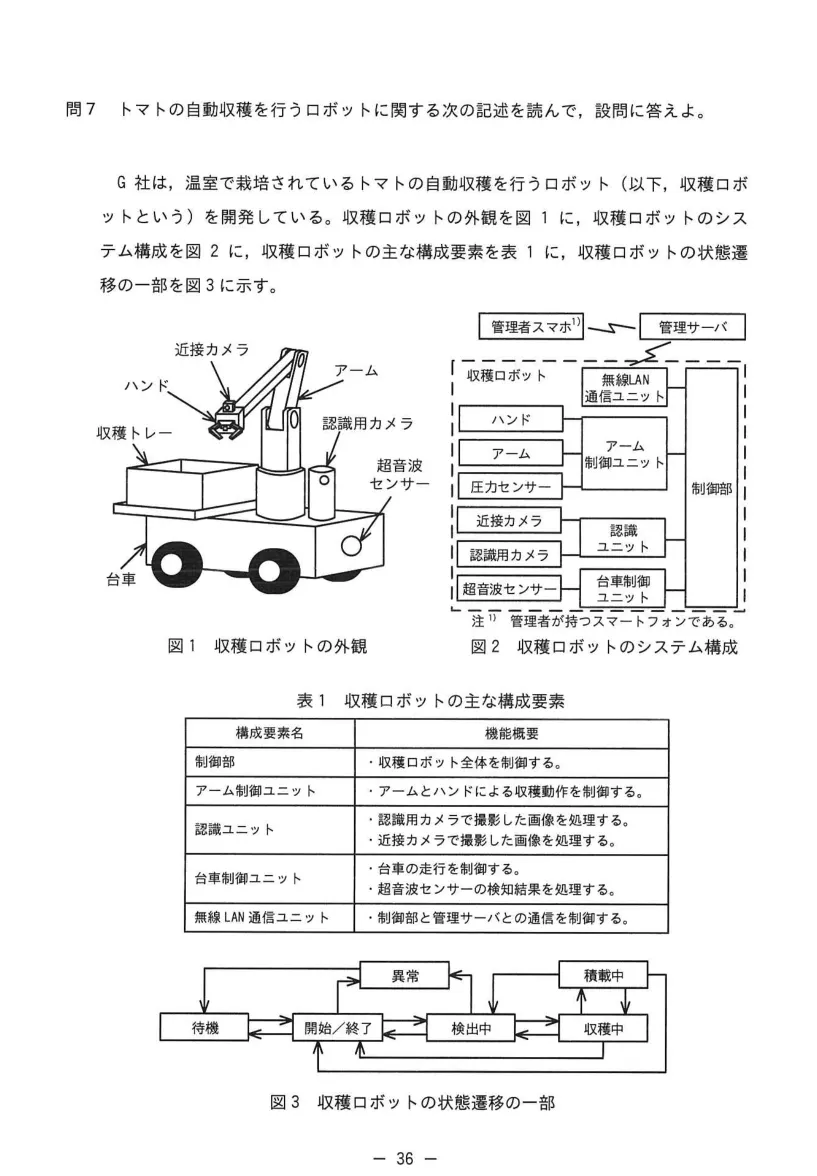 問7 トマトの自動収穫を行うロボットに関する次の記述を読んで，設問に答えよ。
G 社は，温室で栽培されているトマトの自動収穫を行うロボット（以下，収穫ロボ
ットという）を開発している。収穫ロボットの外観を図 1 に，収穫ロボットのシス
テム構成を図 2 に，収穫ロボットの主な構成要素を表 1 に，収穫ロボットの状態遷
移の一部を図 3 に示す。
近接カメラ
ハンド
アーム
収穫トレー
認識用カメラ
超音波
センサー
台車
図 1 収穫ロボットの外観
管理者スマホ1)
管理サーバ
収穫ロボット
無線LAN
通信ユニット
ハンド
アーム
圧力センサー
アーム
制御ユニット
制御部
近接カメラ
認識用カメラ
認識
ユニット
超音波センサー
台車制御
ユニット
注 1) 管理者が持つスマートフォンである。
図 2 収穫ロボットのシステム構成
表 1 収穫ロボットの主な構成要素
構成要素名 機能概要
制御部 ・収穫ロボット全体を制御する。
アーム制御ユニット ・アームとハンドによる収穫動作を制御する。
認識ユニット ・認識用カメラで撮影した画像を処理する。
・近接カメラで撮影した画像を処理する。
台車制御ユニット ・台車の走行を制御する。
・超音波センサーの検知結果を処理する。
無線 LAN 通信ユニット ・制御部と管理サーバとの通信を制御する。
異常 積載中
待機 開始／終了 検出中 収穫中
図 3 収穫ロボットの状態遷移の一部
− 36 −